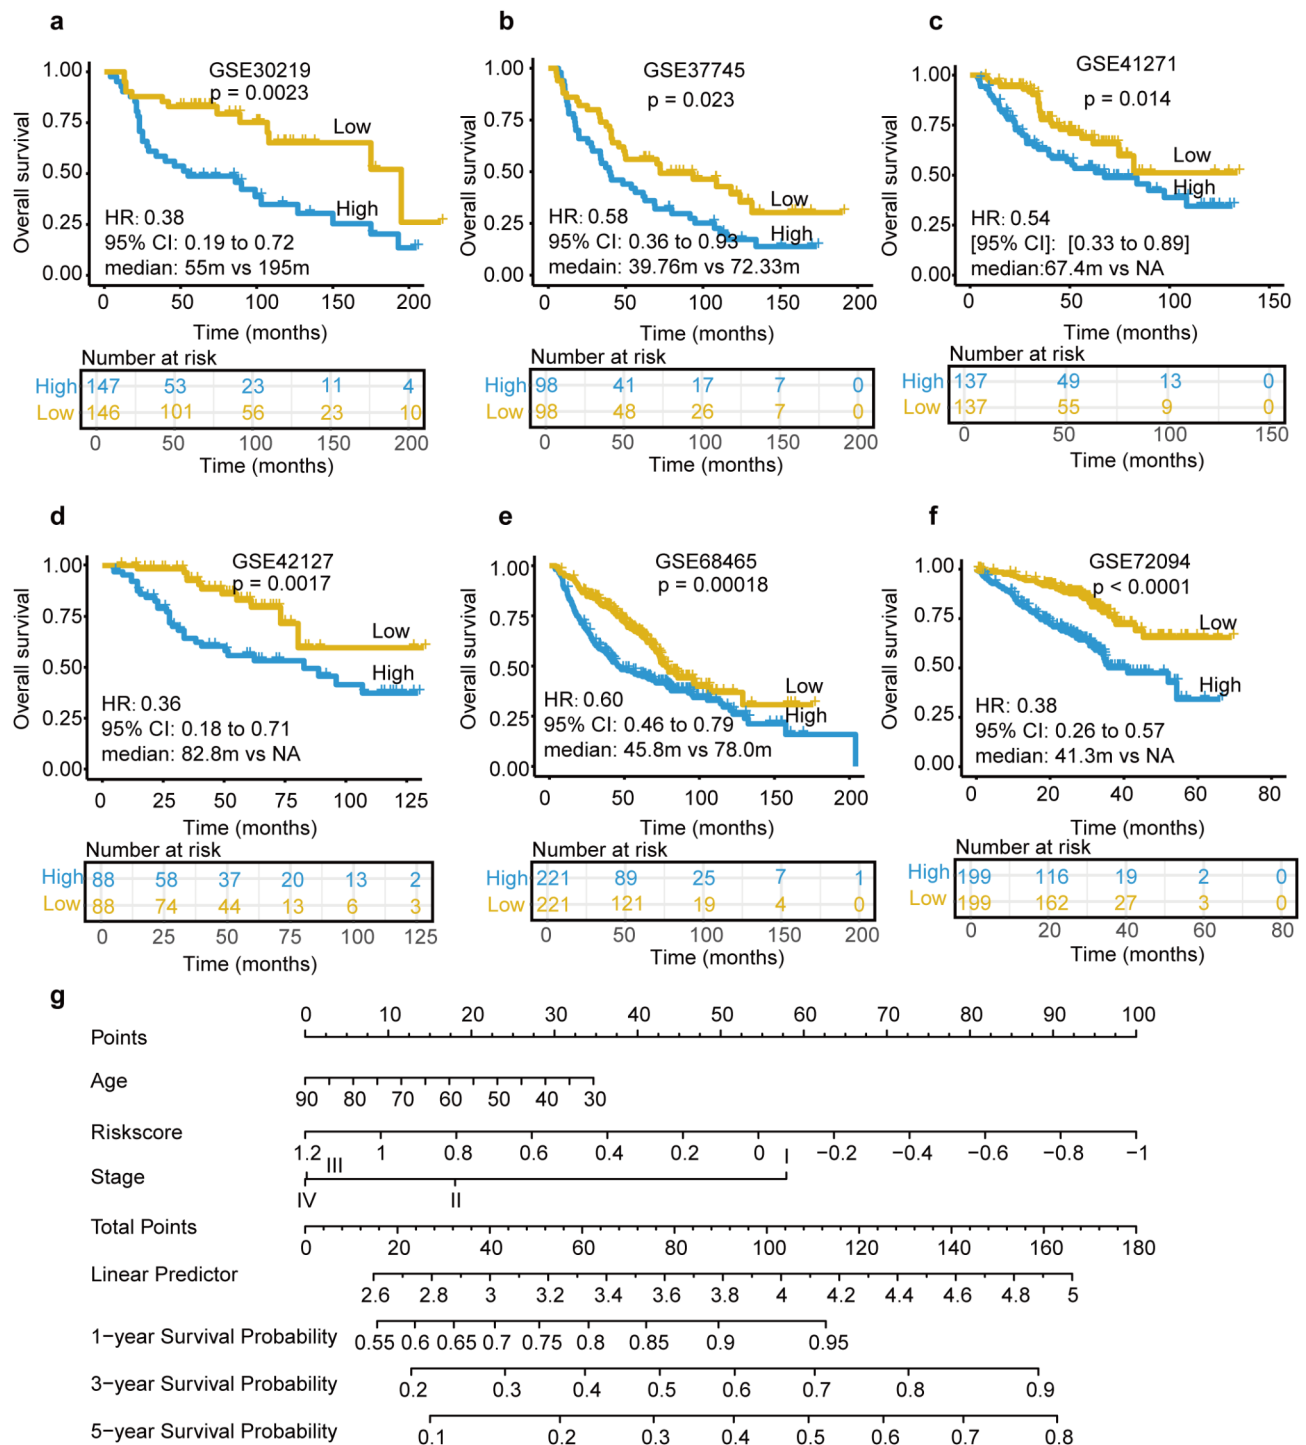 a
GSE30219
p = 0.0023
Overall survival
1.00
0.75
0.50
0.25
0.00
Low
High
HR: 0.38
95% CI: 0.19 to 0.72
median: 55m vs 195m
0 50 100 150 200
Time (months)
Number at risk
High 147 53 23 11 4
Low 146 101 56 23 10
0 50 100 150 200
Time (months)
b
GSE37745
p = 0.023
Overall survival
1.00
0.75
0.50
0.25
0.00
Low
High
HR: 0.58
95% CI: 0.36 to 0.93
medain: 39.76m vs 72.33m
0 50 100 150 200
Time (months)
Number at risk
High 98 41 17 7 0
Low 98 48 26 7 0
0 50 100 150 200
Time (months)
c
GSE41271
p = 0.014
Overall survival
1.00
0.75
0.50
0.25
0.00
Low
High
HR: 0.54
[95% CI]: [0.33 to 0.89]
median:67.4m vs NA
0 50 100 150
Time (months)
Number at risk
High 137 49 13 0
Low 137 55 9 0
0 50 100 150
Time (months)
d
GSE42127
p = 0.0017
Overall survival
1.00
0.75
0.50
0.25
0.00
Low
High
HR: 0.36
95% CI: 0.18 to 0.71
median: 82.8m vs NA
0 25 50 75 100 125
Time (months)
Number at risk
High 88 58 37 20 13 2
Low 88 74 44 13 6 3
0 25 50 75 100 125
Time (months)
e
GSE68465
p = 0.00018
Overall survival
1.00
0.75
0.50
0.25
0.00
Low
High
HR: 0.60
95% CI: 0.46 to 0.79
median: 45.8m vs 78.0m
0 50 100 150 200
Time (months)
Number at risk
High 221 89 25 7 1
Low 221 121 19 4 0
0 50 100 150 200
Time (months)
f
GSE72094
p < 0.0001
Overall survival
1.00
0.75
0.50
0.25
0.00
Low
High
HR: 0.38
95% CI: 0.26 to 0.57
median: 41.3m vs NA
0 20 40 60 80
Time (months)
Number at risk
High 199 116 19 2 0
Low 199 162 27 3 0
0 20 40 60 80
Time (months)
g
0 10 20 30 40 50 60 70 80 90 100
Points
Age
90 80 70 60 50 40 30
Riskscore
1.2 1 0.8 0.6 0.4 0.2 0 −0.2 −0.4 −0.6 −0.8 −1
III I
Stage
IV II
Total Points
0 20 40 60 80 100 120 140 160 180
Linear Predictor
2.6 2.8 3 3.2 3.4 3.6 3.8 4 4.2 4.4 4.6 4.8 5
1−year Survival Probability
0.55 0.6 0.65 0.7 0.75 0.8 0.85 0.9 0.95
3−year Survival Probability
0.2 0.3 0.4 0.5 0.6 0.7 0.8 0.9
5−year Survival Probability
0.1 0.2 0.3 0.4 0.5 0.6 0.7 0.8